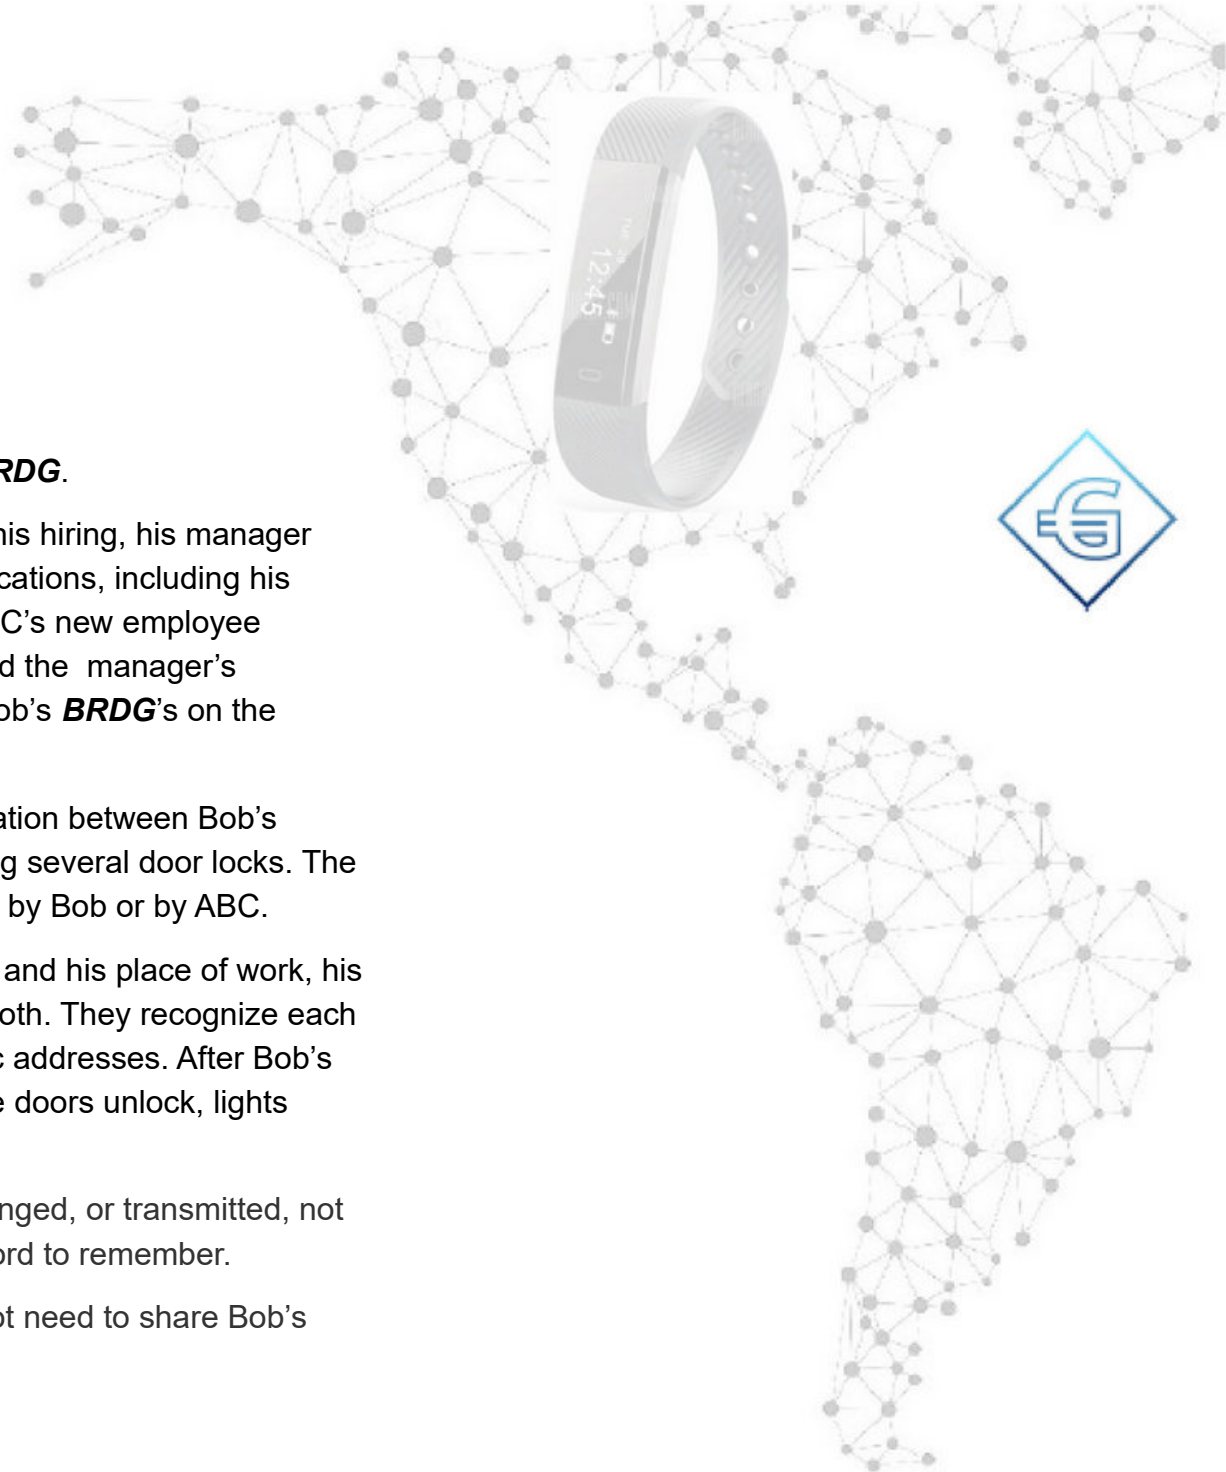 RDG.
his hiring, his manager
cations, including his
C’s new employee
d the  manager’s
ob’s BRDG’s on the
ation between Bob’s
g several door locks. The
by Bob or by ABC.
and his place of work, his
oth. They recognize each
c addresses. After Bob’s
e doors unlock, lights
nged, or transmitted, not
ord to remember.
ot need to share Bob’s
12:45